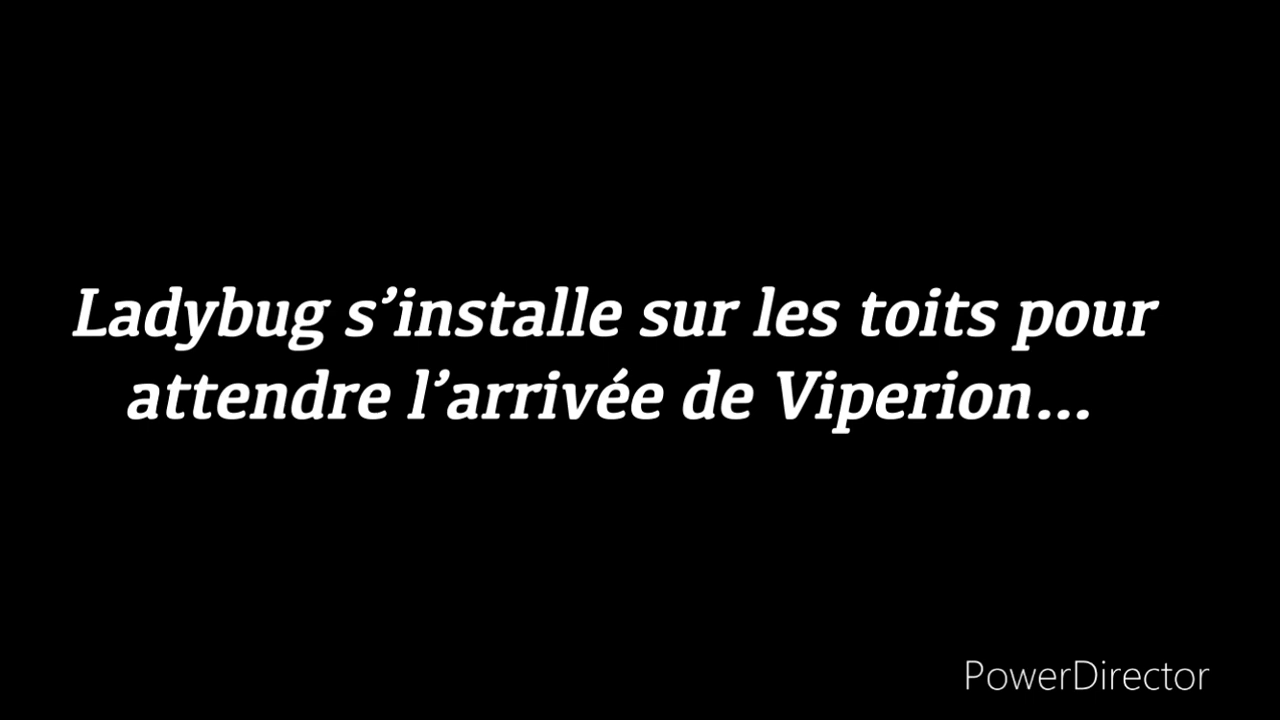 Ladybug s’installe sur les toits pour
attendre l’arrivée de Viperion...
PowerDirector